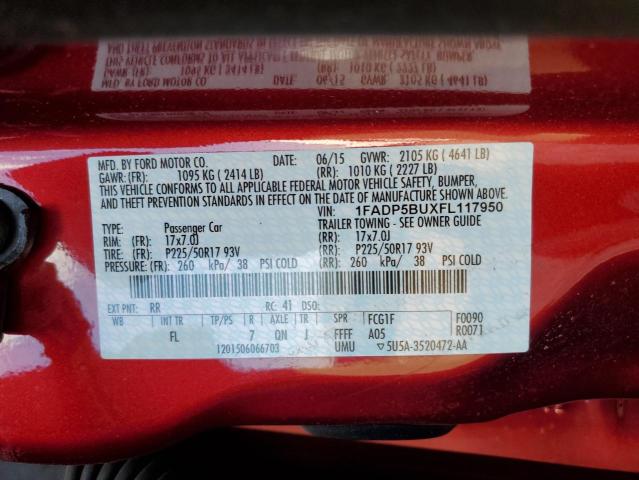 MFD. BY FORD MOTOR CO. DATE: 06/15 GVWR: 2105 KG ( 4641 LB)
GAWR: (FR): 1095 KG ( 2414 LB) (RR): 1010 KG ( 2227 LB)
THIS VEHICLE CONFORMS TO ALL APPLICABLE FEDERAL MOTOR VEHICLE SAFETY, BUMPER,
AND THEFT PREVENTION STANDARDS IN EFFECT ON THE DATE OF MANUFACTURE SHOWN ABOVE.
VIN: 1FADP5BUXFL117950
TYPE: Passenger Car TRAILER TOWING - SEE OWNER GUIDE
RIM: (FR): 17x7.0J (RR): 17x7.0J
TIRE: (FR): P225/50R17 93V (RR): P225/50R17 93V
PRESSURE: (FR): 260 kPa/ 38 PSI COLD (RR): 260 kPa/ 38 PSI COLD
EXT PNT: RR RC: 41 DSO:
WB INT TR TP/PS R AXLE TR SPR FCG1F F0090
FL 7 QN J FFFF A05 R0071
1201506066703 UMU ▽5U5A-3520472-AA